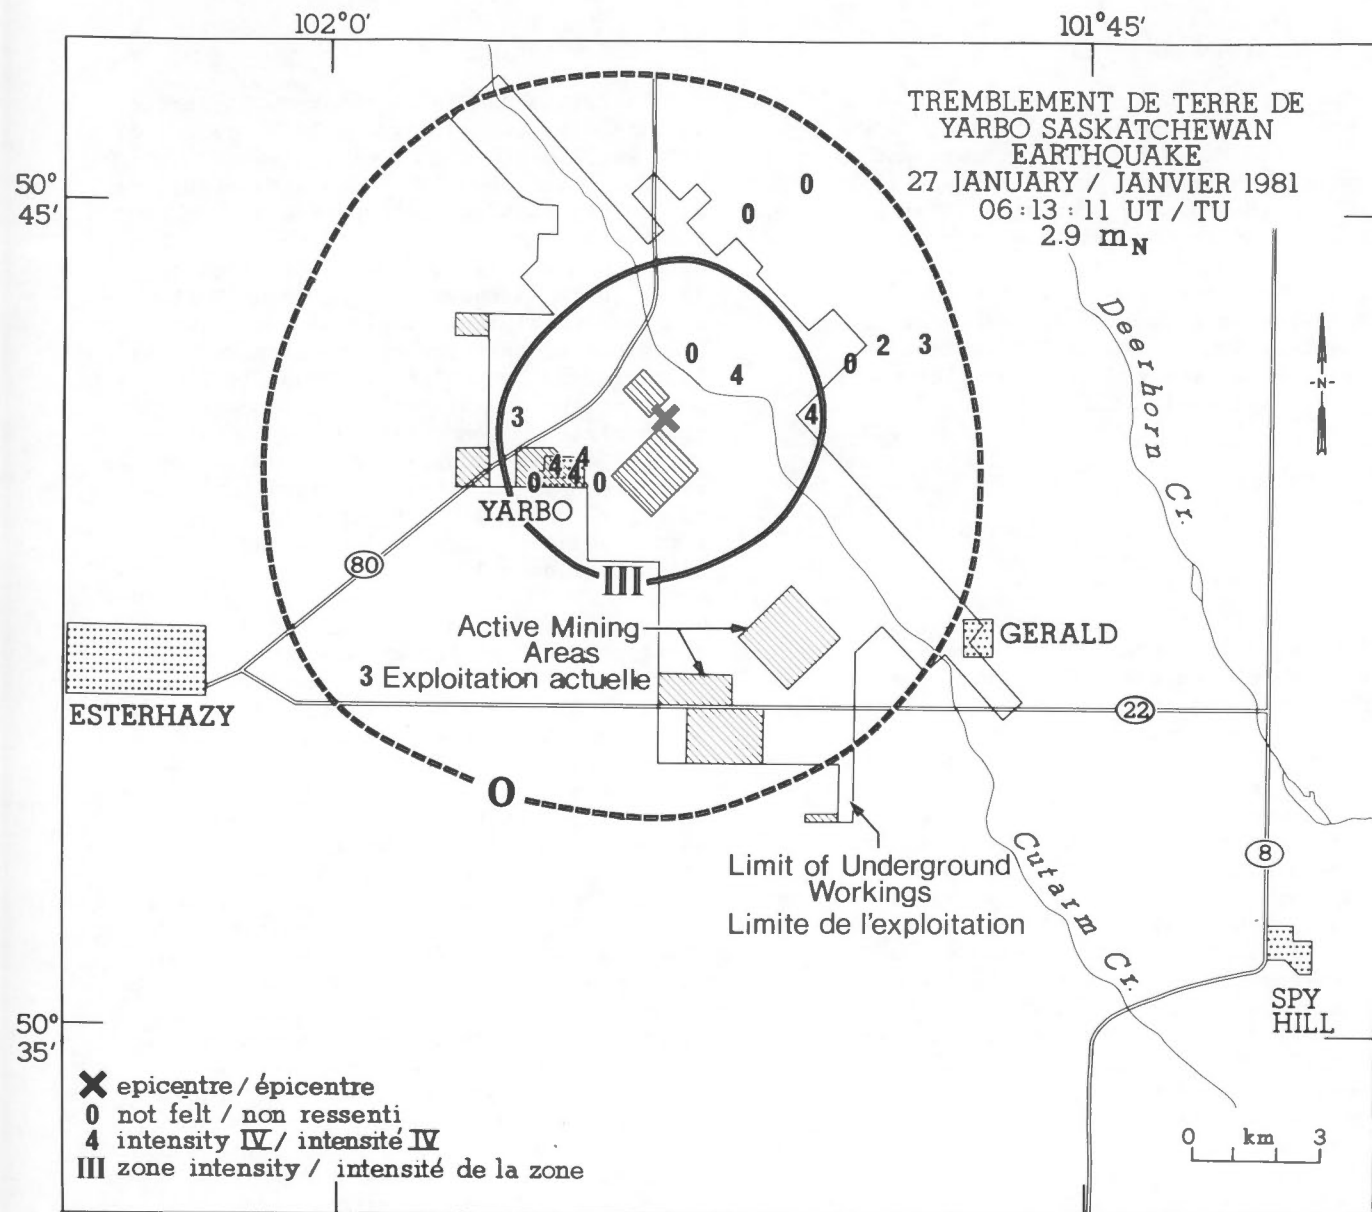 102°0′
101°45′
TREMBLEMENT DE TERRE DE
YARBO SASKATCHEWAN
EARTHQUAKE
27 JANUARY / JANVIER 1981
06:13:11 UT / TU
2.9 mN
50°
45′
0
0
Deerhorn Cr.
0
4
0
2
3
-N-
3
4
4
4
4
0
0
YARBO
80
III
Active Mining
Areas
3 Exploitation actuelle
GERALD
ESTERHAZY
22
O
8
Limit of Underground
Workings
Limite de l'exploitation
Cutarm Cr.
SPY
HILL
50°
35′
epicentre / épicentre
0 not felt / non ressenti
4 intensity IV / intensité IV
III zone intensity / intensité de la zone
0 km 3